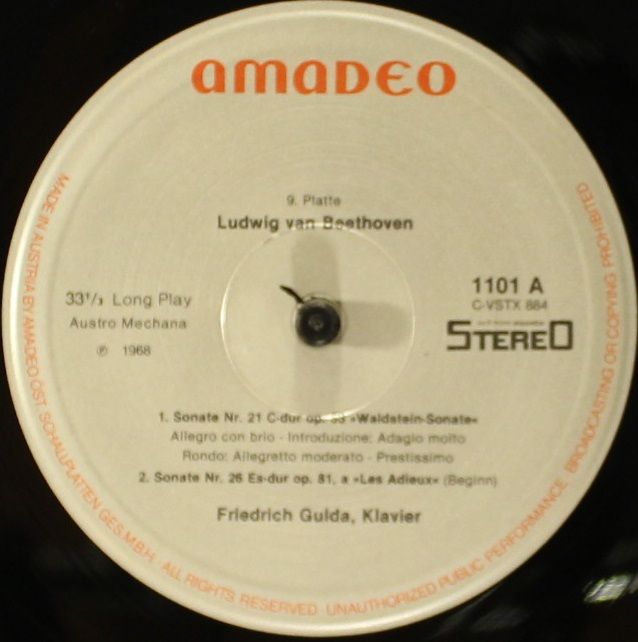 amaDEO
9. Platte
Ludwig van Beethoven
33 1/3 Long Play
Austro Mechana
℗ 1968
1101 A
C-VSTX 884
STEREO
1. Sonate Nr. 21 C-dur op. 53 »Waldstein-Sonate«
Allegro con brio - Introduzione: Adagio molto
Rondo: Allegretto moderato - Prestissimo
2. Sonate Nr. 26 Es-dur op. 81, a »Les Adieux« (Beginn)
Friedrich Gulda, Klavier
MADE IN AUSTRIA BY AMADEO ÖST. SCHALLPLATTEN GES.M.B.H. · ALL RIGHTS RESERVED · UNAUTHORIZED PUBLIC PERFORMANCE BROADCASTING OR COPYING PROHIBITED